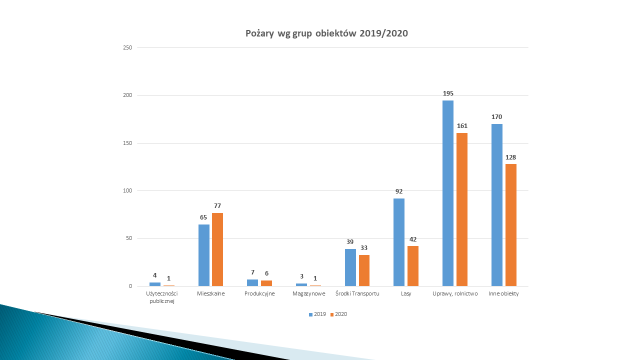 Pożary wg grup obiektów 2019/2020
250
200
150
100
50
0
4 1
65 77
7 6
3 1
39 33
92 42
195 161
170 128
Użyteczności
publicznej
Mieszkalne
Produkcyjne
Magazynowe
Środki Transportu
Lasy
Uprawy, rolnictwo
Inne obiekty
2019 2020